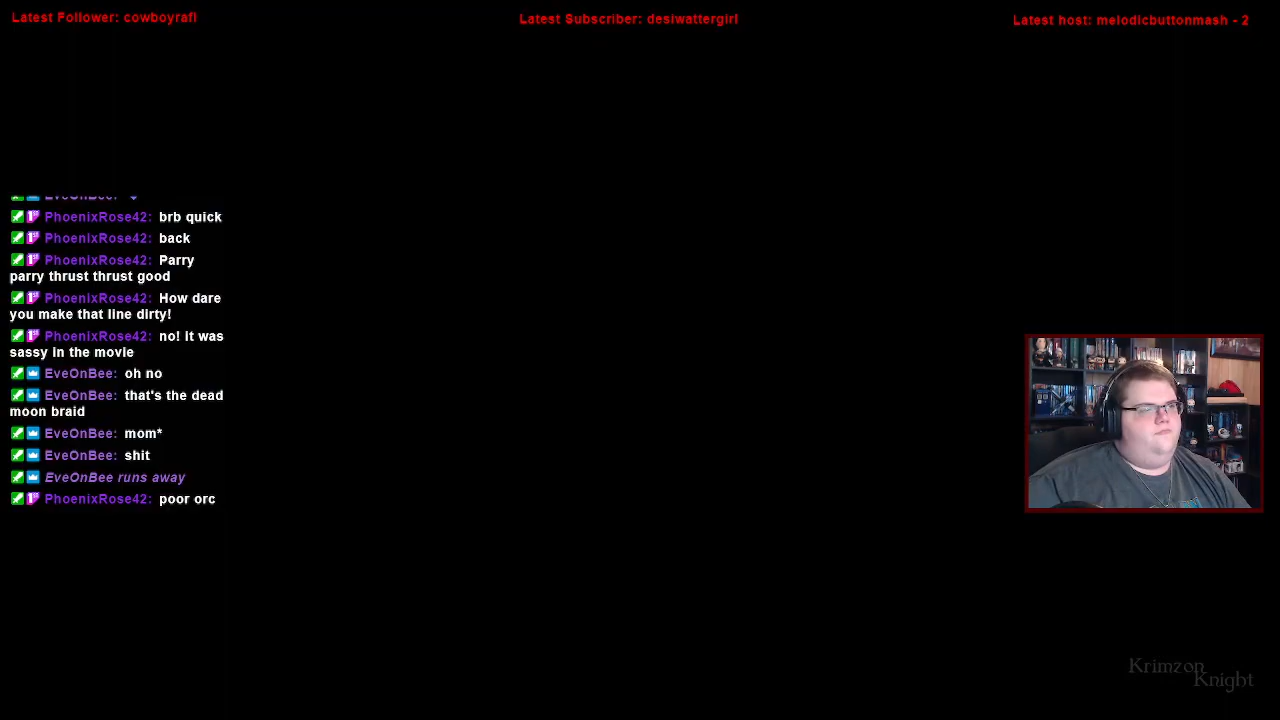 Latest Follower: cowboyrafl
Latest Subscriber: desiwattergirl
Latest host: melodicbuttonmash - 2
EveOnBee:
PhoenixRose42: brb quick
PhoenixRose42: back
PhoenixRose42: Parry
parry thrust thrust good
PhoenixRose42: How dare
you make that line dirty!
PhoenixRose42: no! It was
sassy in the movie
EveOnBee: oh no
EveOnBee: that's the dead
moon braid
EveOnBee: mom*
EveOnBee: shit
EveOnBee runs away
PhoenixRose42: poor orc
Krimzon
Knight